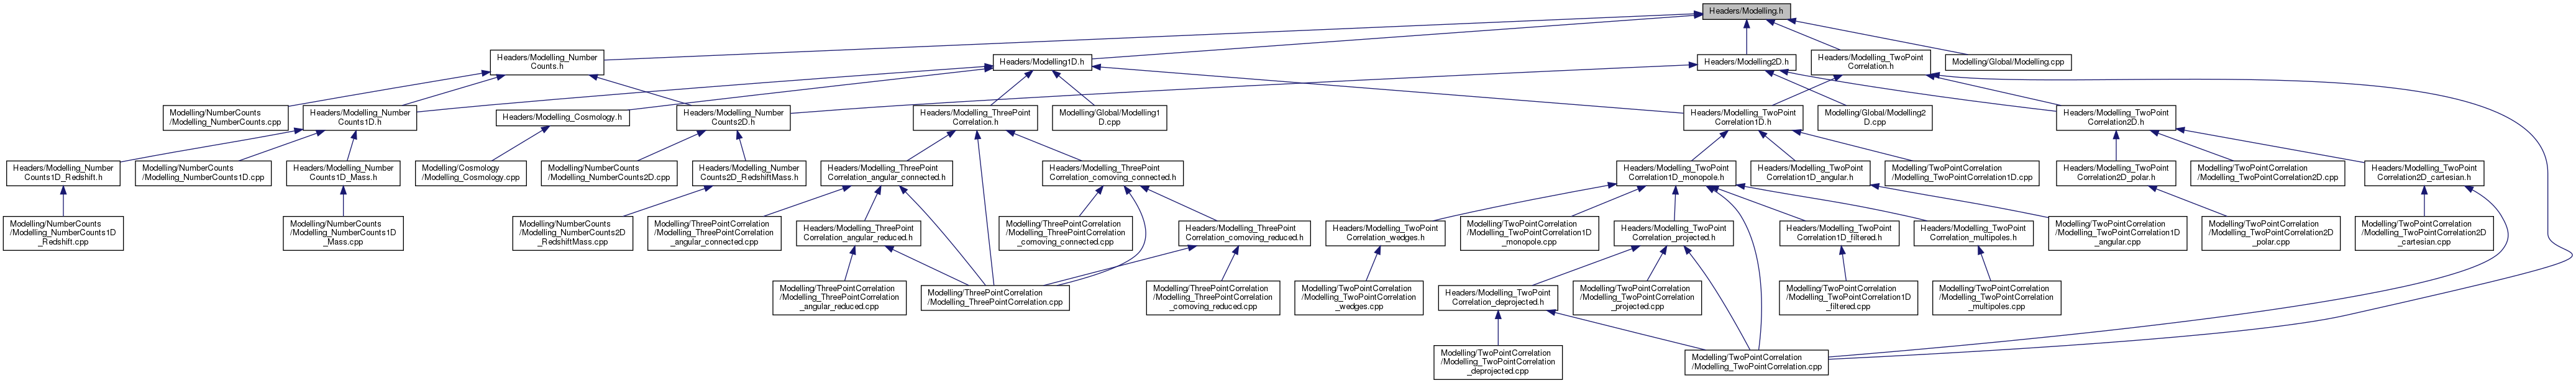 Headers/Modelling.h
Headers/Modelling_Number
Counts.h
Headers/Modelling1D.h
Headers/Modelling2D.h
Headers/Modelling_TwoPoint
Correlation.h
Modelling/Global/Modelling.cpp
Modelling/NumberCounts
/Modelling_NumberCounts.cpp
Headers/Modelling_Number
Counts1D.h
Headers/Modelling_Cosmology.h
Headers/Modelling_Number
Counts2D.h
Headers/Modelling_ThreePoint
Correlation.h
Modelling/Global/Modelling1
D.cpp
Headers/Modelling_TwoPoint
Correlation1D.h
Modelling/Global/Modelling2
D.cpp
Headers/Modelling_TwoPoint
Correlation2D.h
Headers/Modelling_Number
Counts1D_Redshift.h
Modelling/NumberCounts
/Modelling_NumberCounts1D.cpp
Headers/Modelling_Number
Counts1D_Mass.h
Modelling/Cosmology
/Modelling_Cosmology.cpp
Modelling/NumberCounts
/Modelling_NumberCounts2D.cpp
Headers/Modelling_Number
Counts2D_RedshiftMass.h
Headers/Modelling_ThreePoint
Correlation_angular_connected.h
Headers/Modelling_ThreePoint
Correlation_comoving_connected.h
Headers/Modelling_TwoPoint
Correlation1D_monopole.h
Headers/Modelling_TwoPoint
Correlation1D_angular.h
Modelling/TwoPointCorrelation
/Modelling_TwoPointCorrelation1D.cpp
Headers/Modelling_TwoPoint
Correlation2D_polar.h
Modelling/TwoPointCorrelation
/Modelling_TwoPointCorrelation2D.cpp
Headers/Modelling_TwoPoint
Correlation2D_cartesian.h
Modelling/NumberCounts
/Modelling_NumberCounts1D
_Redshift.cpp
Modelling/NumberCounts
/Modelling_NumberCounts1D
_Mass.cpp
Modelling/NumberCounts
/Modelling_NumberCounts2D
_RedshiftMass.cpp
Modelling/ThreePointCorrelation
/Modelling_ThreePointCorrelation
_angular_connected.cpp
Headers/Modelling_ThreePoint
Correlation_angular_reduced.h
Modelling/ThreePointCorrelation
/Modelling_ThreePointCorrelation
_comoving_connected.cpp
Headers/Modelling_ThreePoint
Correlation_comoving_reduced.h
Headers/Modelling_TwoPoint
Correlation_wedges.h
Modelling/TwoPointCorrelation
/Modelling_TwoPointCorrelation1D
_monopole.cpp
Headers/Modelling_TwoPoint
Correlation_projected.h
Headers/Modelling_TwoPoint
Correlation1D_filtered.h
Headers/Modelling_TwoPoint
Correlation_multipoles.h
Modelling/TwoPointCorrelation
/Modelling_TwoPointCorrelation1D
_angular.cpp
Modelling/TwoPointCorrelation
/Modelling_TwoPointCorrelation2D
_polar.cpp
Modelling/TwoPointCorrelation
/Modelling_TwoPointCorrelation2D
_cartesian.cpp
Modelling/ThreePointCorrelation
/Modelling_ThreePointCorrelation
_angular_reduced.cpp
Modelling/ThreePointCorrelation
/Modelling_ThreePointCorrelation.cpp
Modelling/ThreePointCorrelation
/Modelling_ThreePointCorrelation
_comoving_reduced.cpp
Modelling/TwoPointCorrelation
/Modelling_TwoPointCorrelation
_wedges.cpp
Headers/Modelling_TwoPoint
Correlation_deprojected.h
Modelling/TwoPointCorrelation
/Modelling_TwoPointCorrelation
_projected.cpp
Modelling/TwoPointCorrelation
/Modelling_TwoPointCorrelation1D
_filtered.cpp
Modelling/TwoPointCorrelation
/Modelling_TwoPointCorrelation
_multipoles.cpp
Modelling/TwoPointCorrelation
/Modelling_TwoPointCorrelation
_deprojected.cpp
Modelling/TwoPointCorrelation
/Modelling_TwoPointCorrelation.cpp